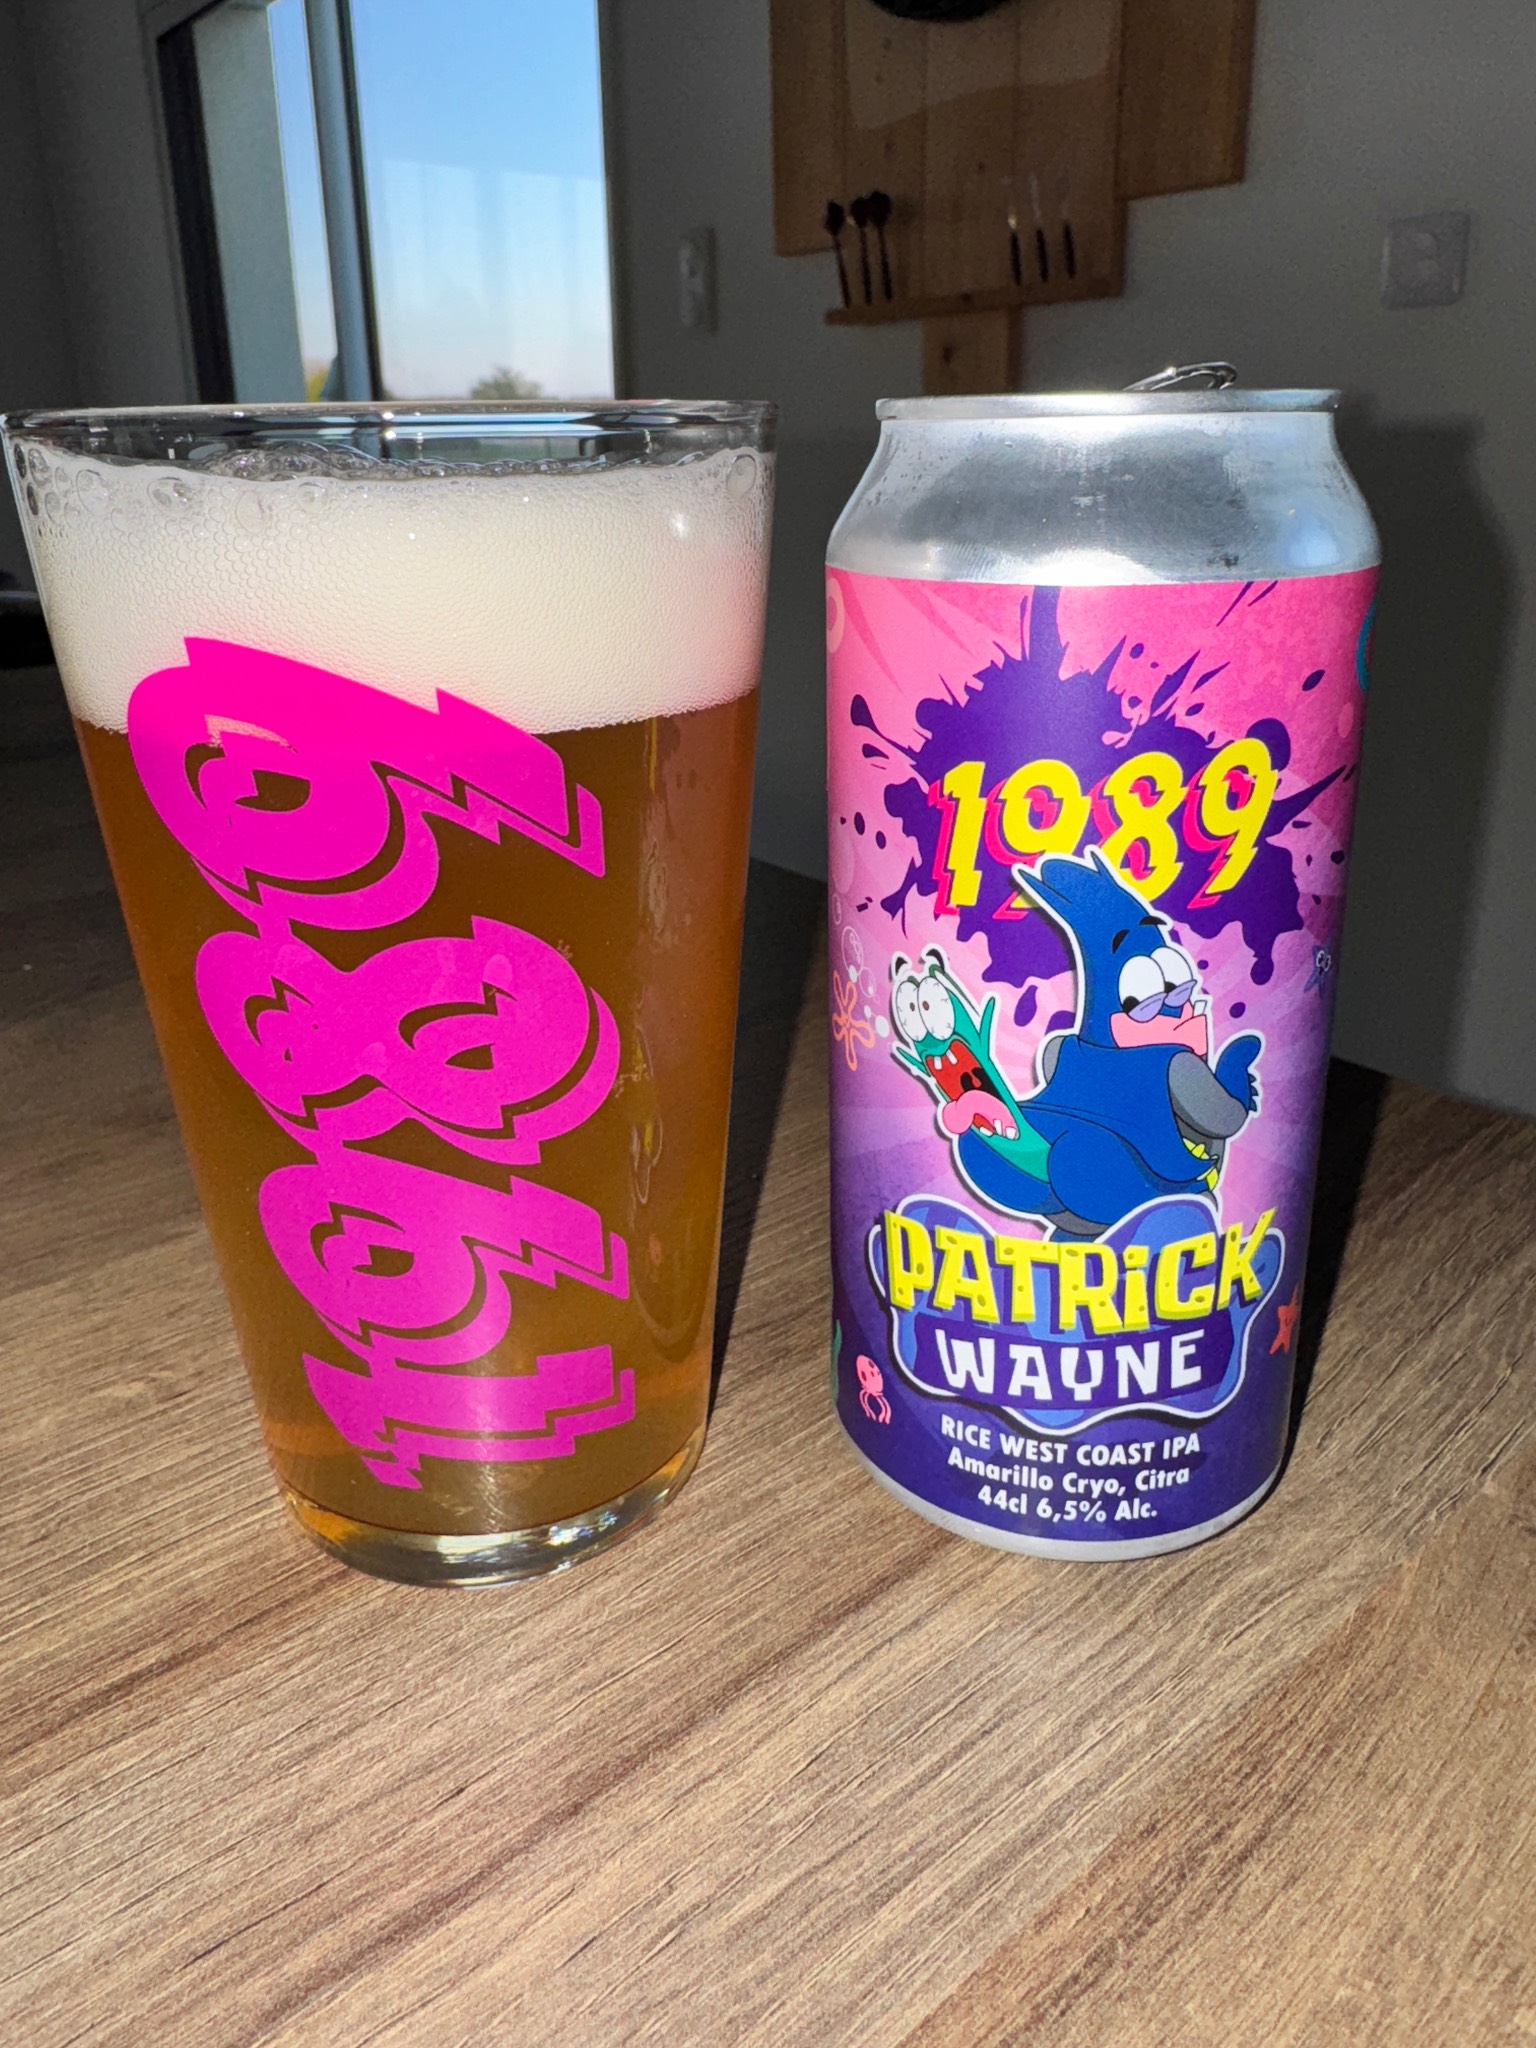 1989
1989
PATRiCK
WAYNE
RICE WEST COAST IPA
Amarillo Cryo, Citra
44cl 6,5% Alc.